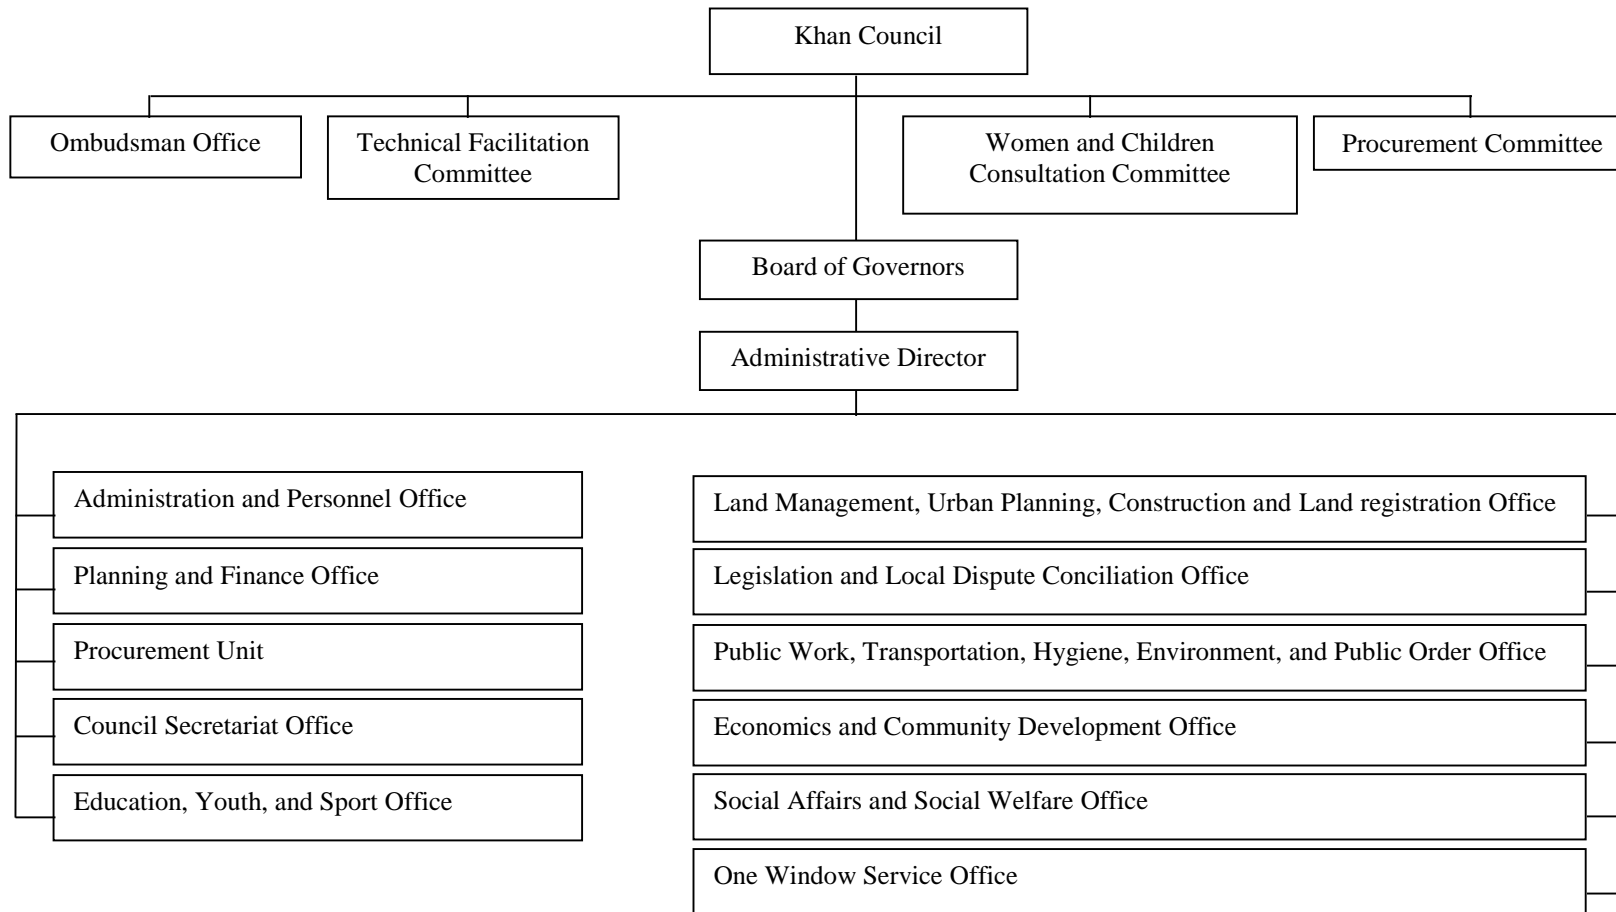 Khan Council
Ombudsman Office
Technical Facilitation
Committee
Women and Children
Consultation Committee
Procurement Committee
Board of Governors
Administrative Director
Administration and Personnel Office
Planning and Finance Office
Procurement Unit
Council Secretariat Office
Education, Youth, and Sport Office
Land Management, Urban Planning, Construction and Land registration Office
Legislation and Local Dispute Conciliation Office
Public Work, Transportation, Hygiene, Environment, and Public Order Office
Economics and Community Development Office
Social Affairs and Social Welfare Office
One Window Service Office